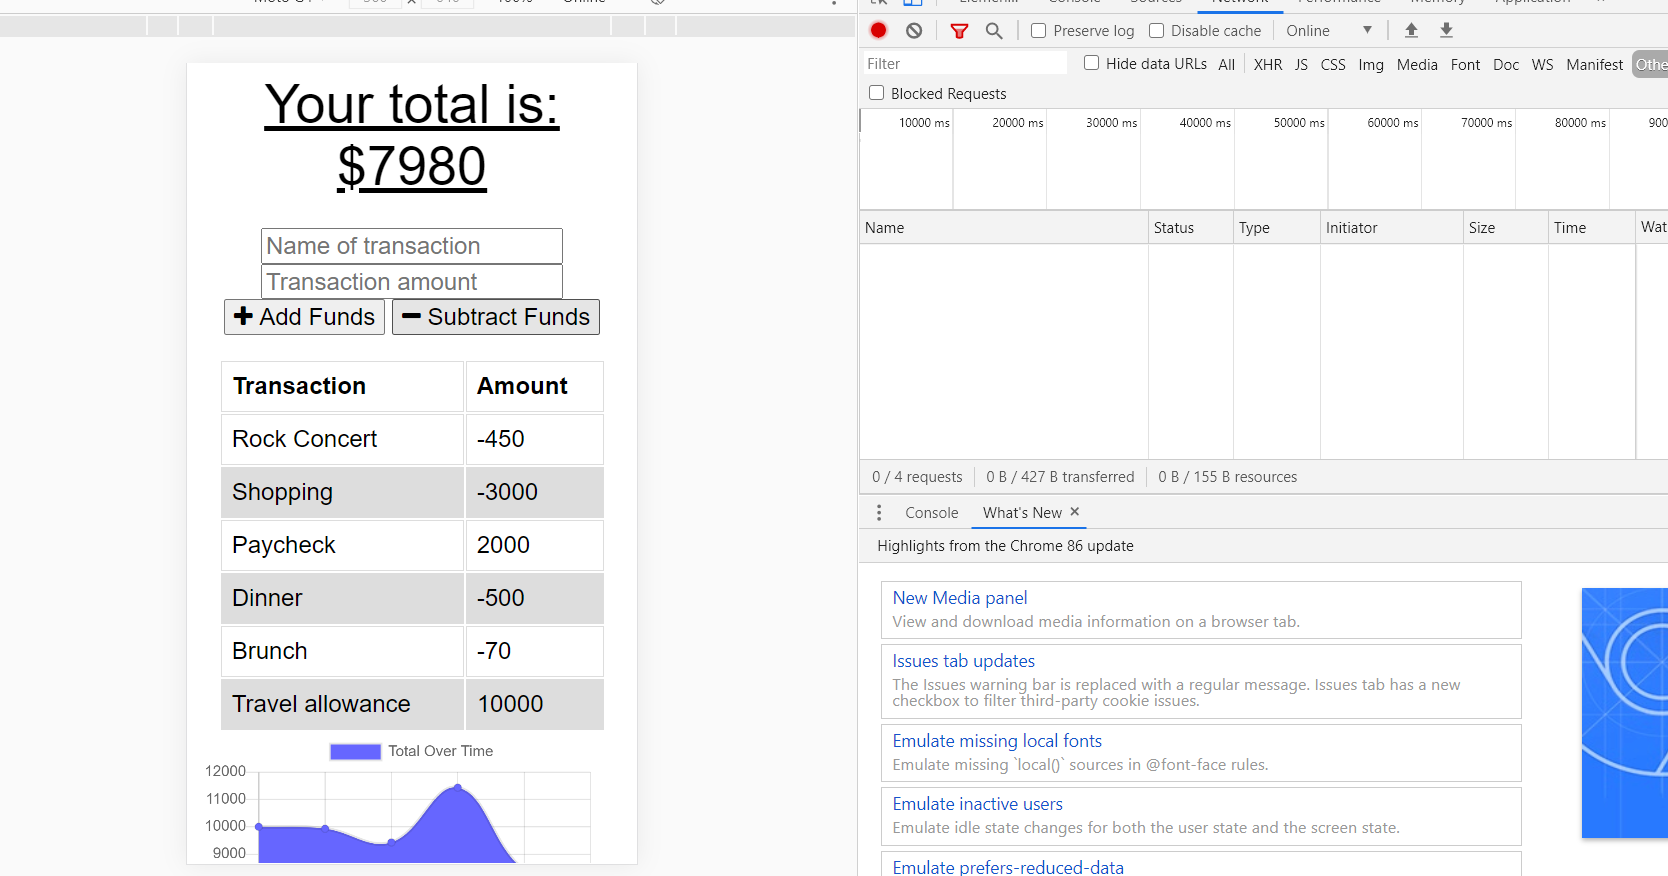 Online
Your total is:
$7980
Name of transaction
Transaction amount
Add Funds
Subtract Funds
Transaction Amount
Rock Concert -450
Shopping -3000
Paycheck 2000
Dinner -500
Brunch -70
Travel allowance 10000
Total Over Time
12000
11000
10000
9000
Console Sources Network Performance Memory Application
Preserve log Disable cache Online
Filter Hide data URLs All XHR JS CSS Img Media Font Doc WS Manifest Othe
Blocked Requests
10000 ms 20000 ms 30000 ms 40000 ms 50000 ms 60000 ms 70000 ms 80000 ms 900
Name Status Type Initiator Size Time Wat
0 / 4 requests 0 B / 427 B transferred 0 B / 155 B resources
Console What's New ×
Highlights from the Chrome 86 update
New Media panel
View and download media information on a browser tab.
Issues tab updates
The Issues warning bar is replaced with a regular message. Issues tab has a new
checkbox to filter third-party cookie issues.
Emulate missing local fonts
Emulate missing `local()` sources in @font-face rules.
Emulate inactive users
Emulate idle state changes for both the user state and the screen state.
Emulate prefers-reduced-data